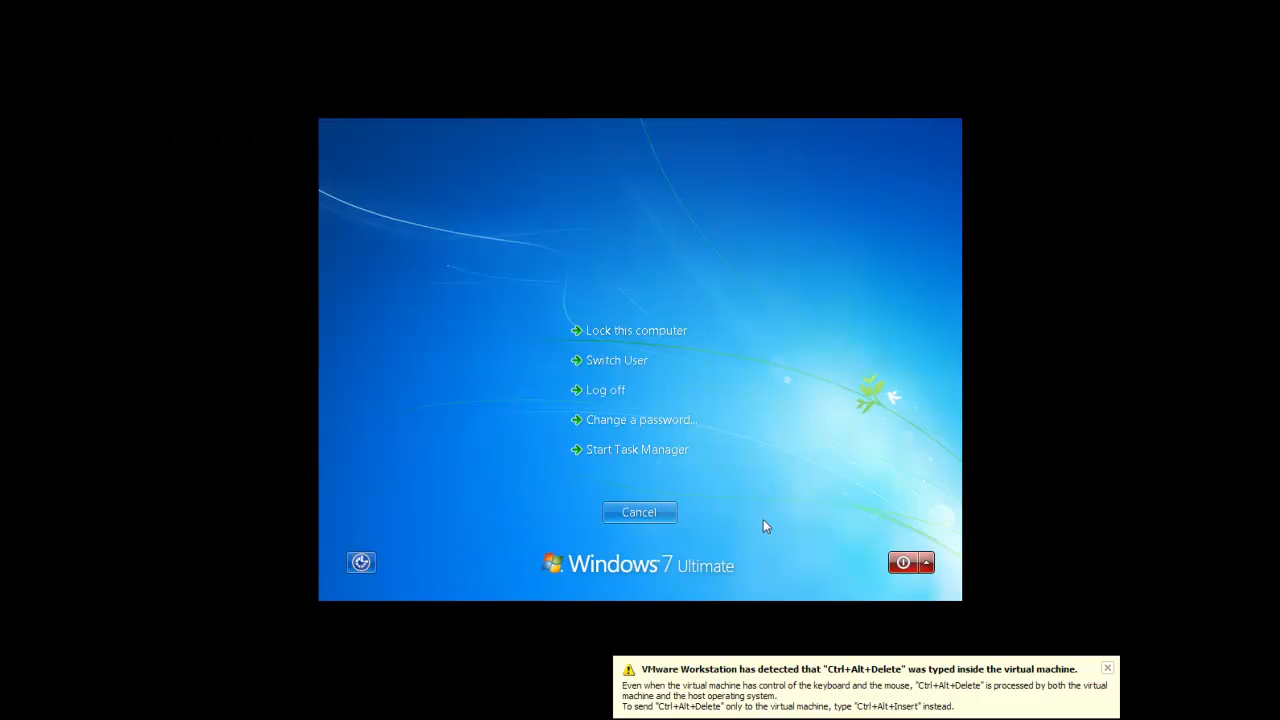 Lock this computer
Switch User
Log off
Change a password...
Start Task Manager
Cancel
Windows 7 Ultimate
VMware Workstation has detected that "Ctrl+Alt+Delete" was typed inside the virtual machine.
Even when the virtual machine has control of the keyboard and the mouse, "Ctrl+Alt+Delete" is processed by both the virtual
machine and the host operating system.
To send "Ctrl+Alt+Delete" only to the virtual machine, type "Ctrl+Alt+Insert" instead.